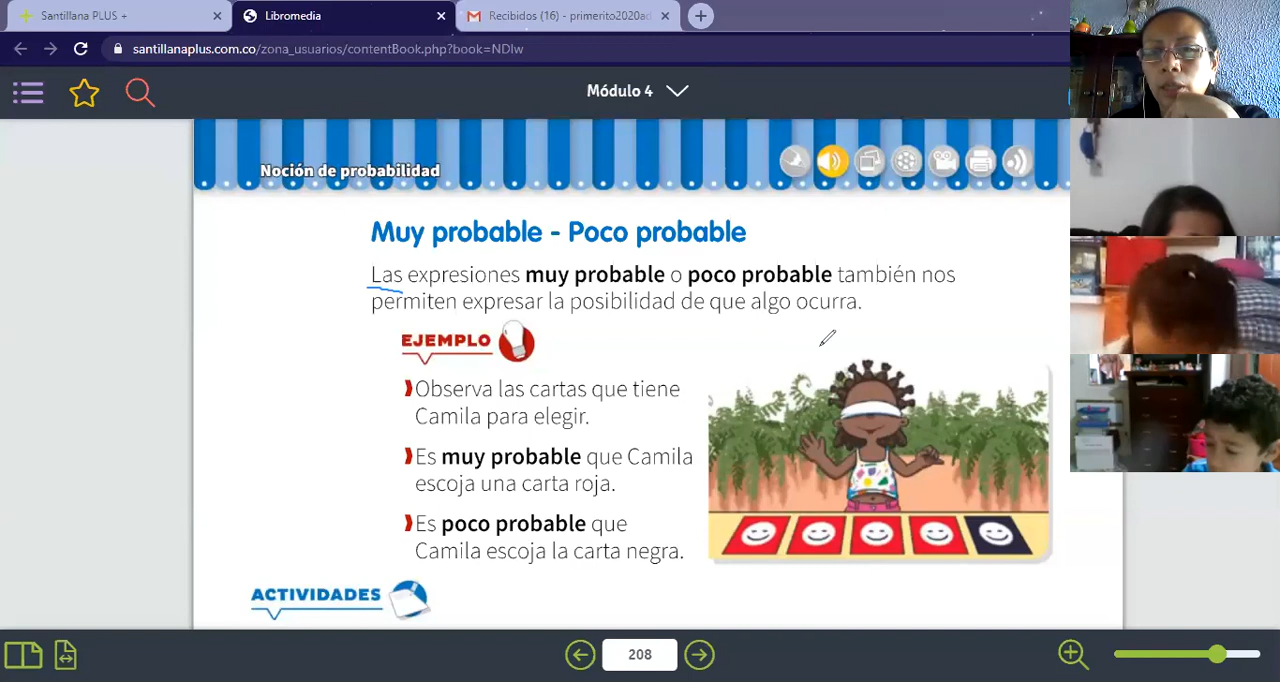 Santillana PLUS +
Libromedia
Recibidos (16) - primerito2020ad
santillanaplus.com.co/zona_usuarios/contentBook.php?book=NDIw
Módulo 4
Noción de probabilidad
Muy probable - Poco probable
Las expresiones muy probable o poco probable también nos
permiten expresar la posibilidad de que algo ocurra.
EJEMPLO
Observa las cartas que tiene
Camila para elegir.
Es muy probable que Camila
escoja una carta roja.
Es poco probable que
Camila escoja la carta negra.
ACTIVIDADES
208